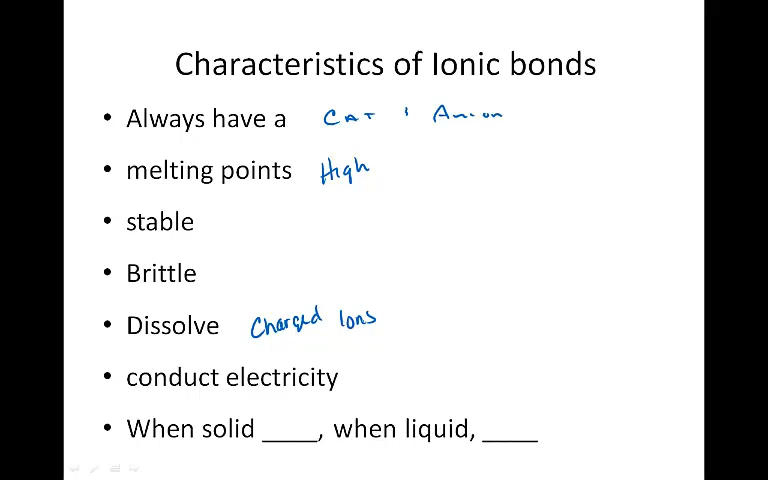 Characteristics of Ionic bonds
• Always have a CAT + Anion
• melting points High
• stable
• Brittle
• Dissolve Charged Ions
• conduct electricity
• When solid ____, when liquid, ____